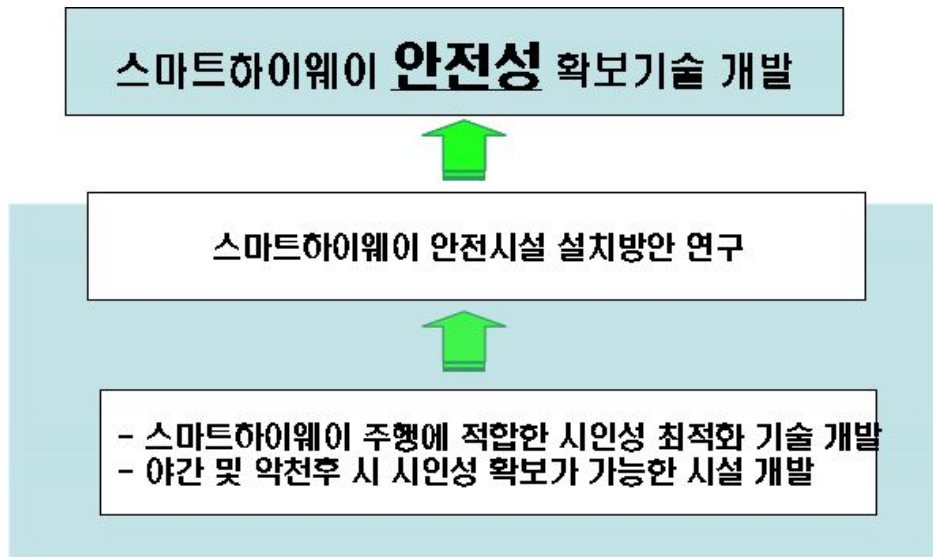 스마트하이웨이 안전성 확보기술 개발
스마트하이웨이 안전시설 설치방안 연구
- 스마트하이웨이 주행에 적합한 시인성 최적화 기술 개발
- 야간 및 악천후 시 시인성 확보가 가능한 시설 개발